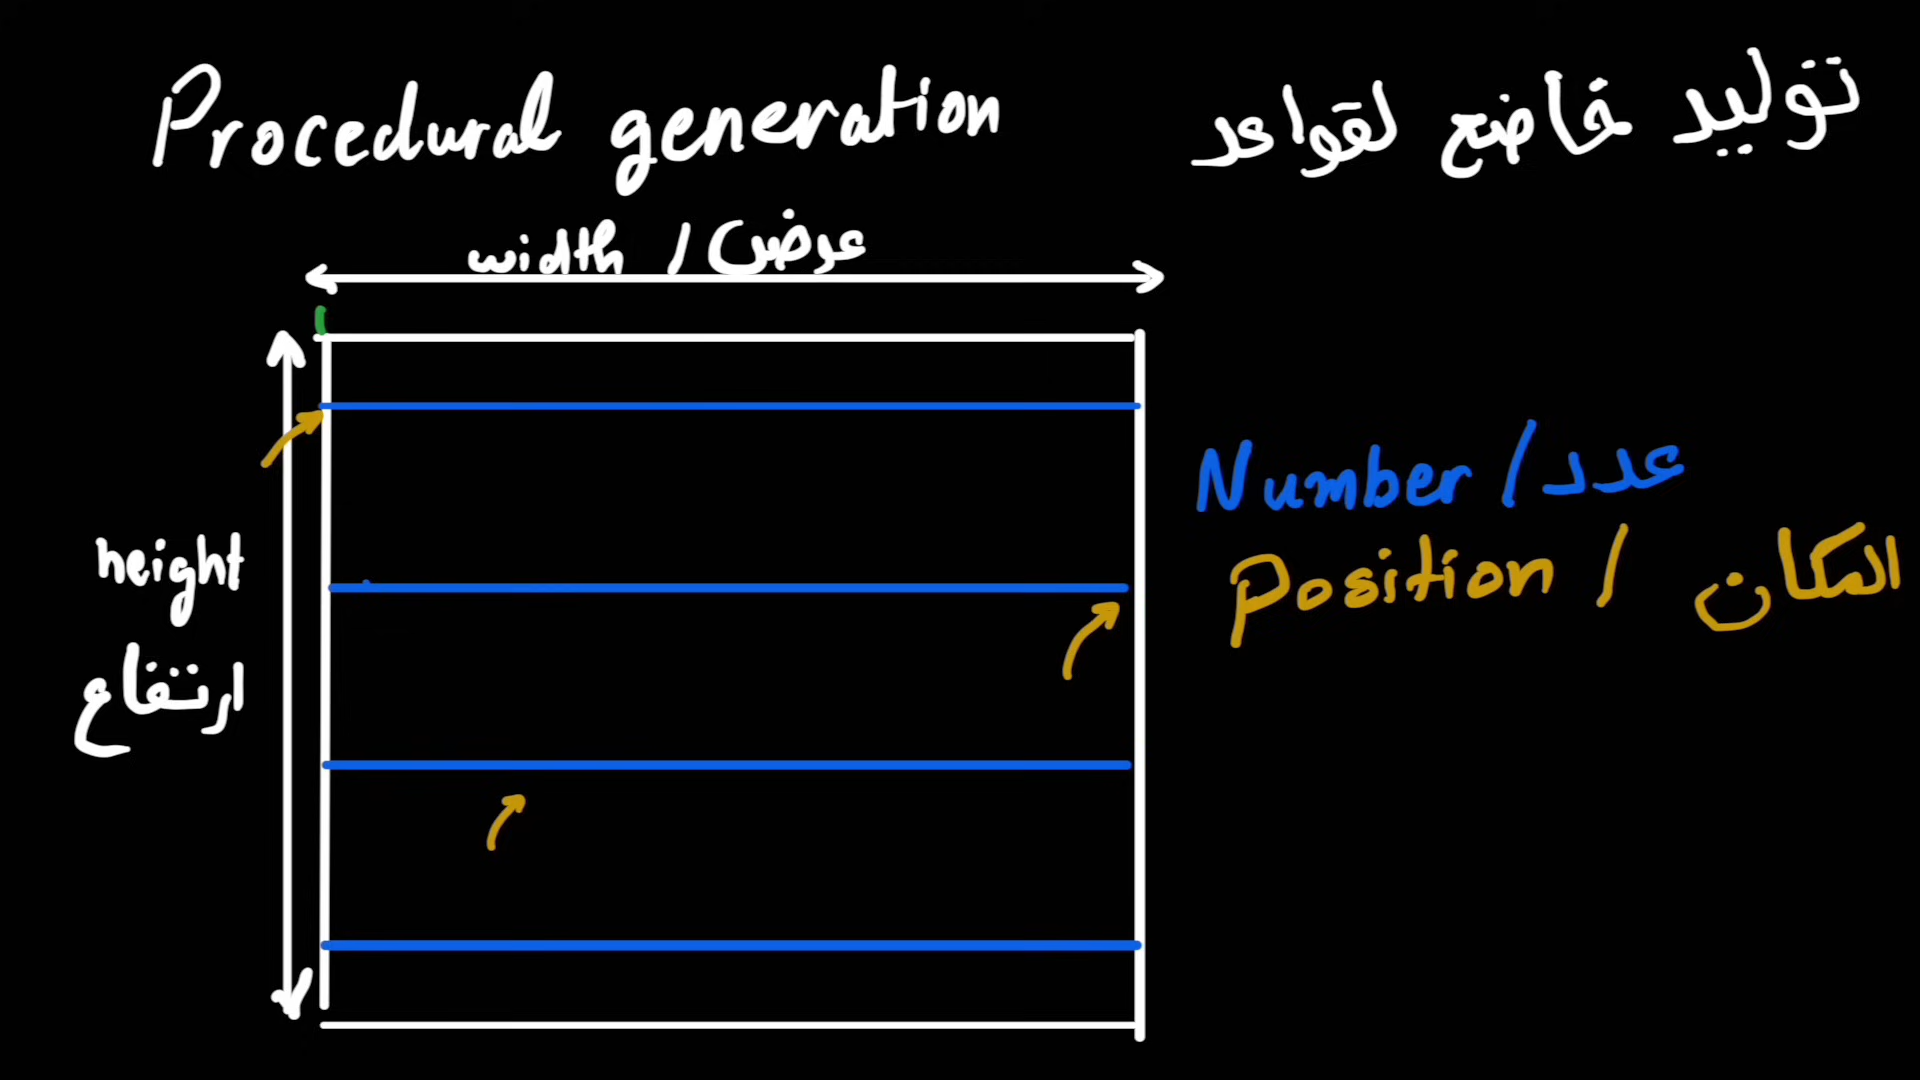 Procedural generation توليد خاضع لقواعد
width / عرض
Number / عدد
height
Position / المكان
ارتفاع